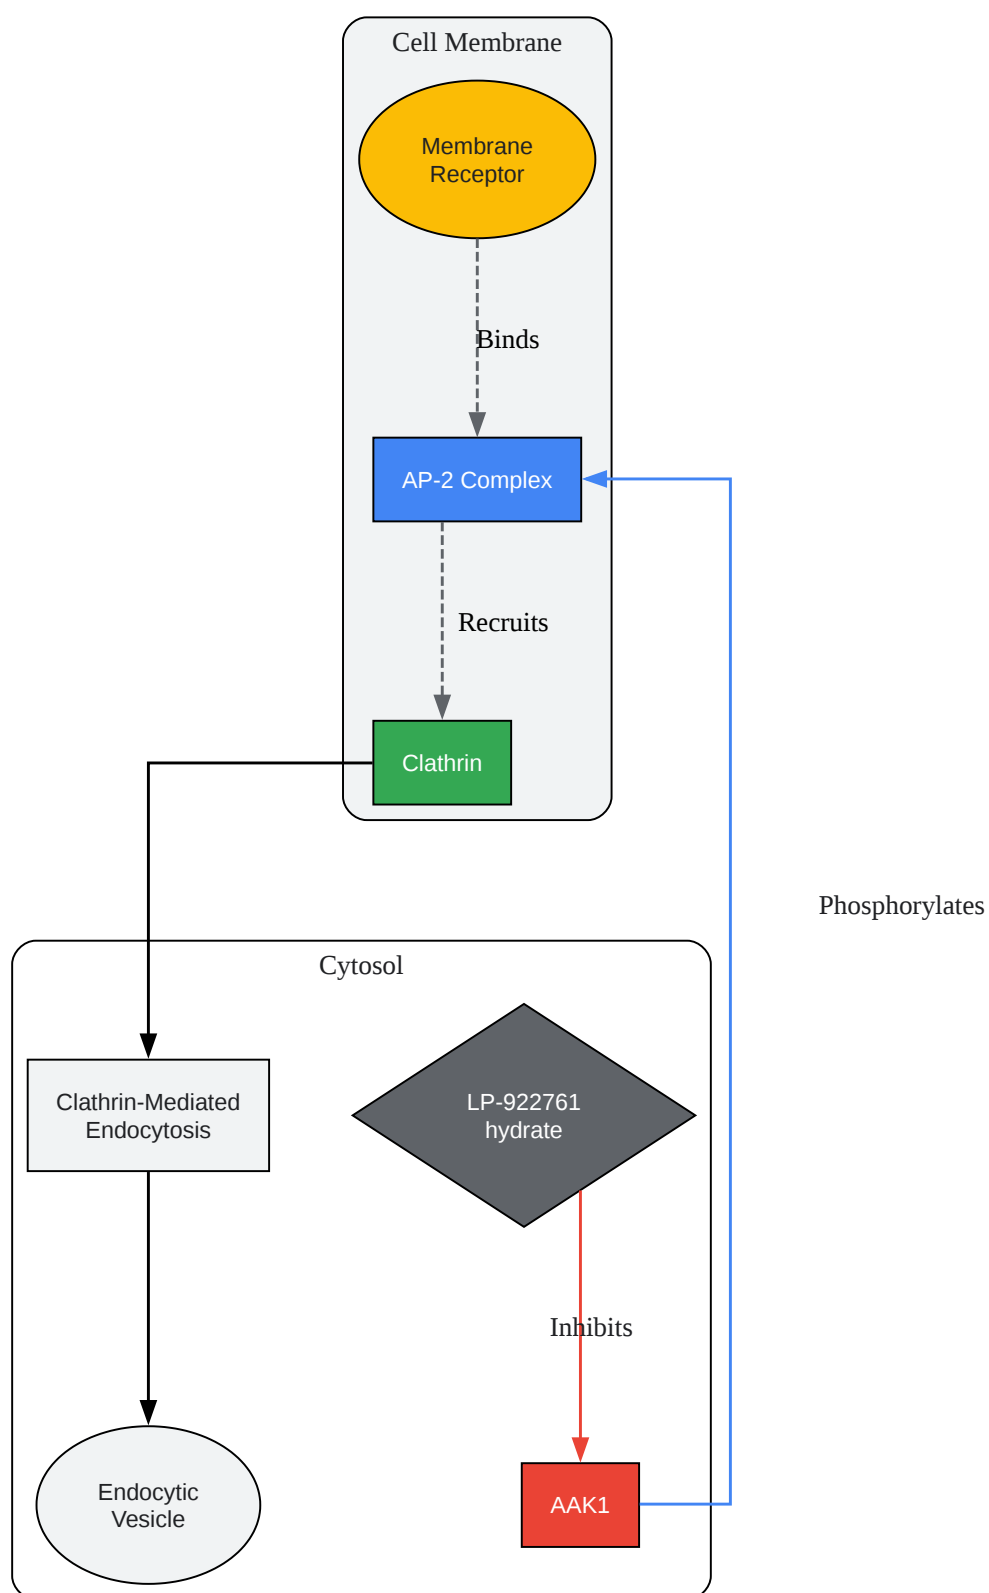 Cell Membrane
Membrane
Receptor
Binds
AP-2 Complex
Recruits
Clathrin
Phosphorylates
Cytosol
Clathrin-Mediated
Endocytosis
LP-922761
hydrate
Inhibits
Endocytic
Vesicle
AAK1